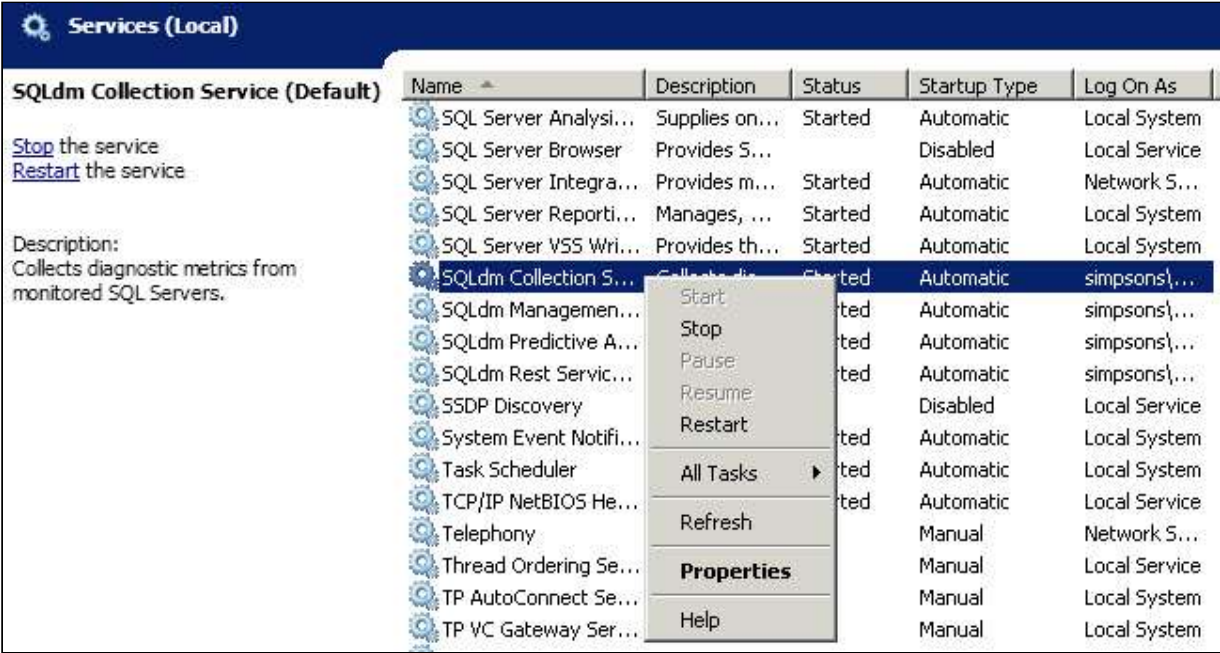 Services (Local)
SQLdm Collection Service (Default)
Stop the service
Restart the service
Description:
Collects diagnostic metrics from
monitored SQL Servers.
Name Description Status Startup Type Log On As
SQL Server Analysi... Supplies on... Started Automatic Local System
SQL Server Browser Provides S... Disabled Local Service
SQL Server Integra... Provides m... Started Automatic Network S...
SQL Server Reporti... Manages, ... Started Automatic Local System
SQL Server VSS Wri... Provides th... Started Automatic Local System
SQLdm Collection S... Automatic simpsons\...
SQLdm Managemen... ted Automatic simpsons\...
SQLdm Predictive A... ted Automatic simpsons\...
SQLdm Rest Servic... ted Automatic simpsons\...
SSDP Discovery Disabled Local Service
System Event Notifi... ted Automatic Local System
Task Scheduler ted Automatic Local System
TCP/IP NetBIOS He... ted Automatic Local Service
Telephony Manual Network S...
Thread Ordering Se... Manual Local Service
TP AutoConnect Se... Manual Local System
TP VC Gateway Ser... Manual Local System
Start
Stop
Pause
Resume
Restart
All Tasks
Refresh
Properties
Help